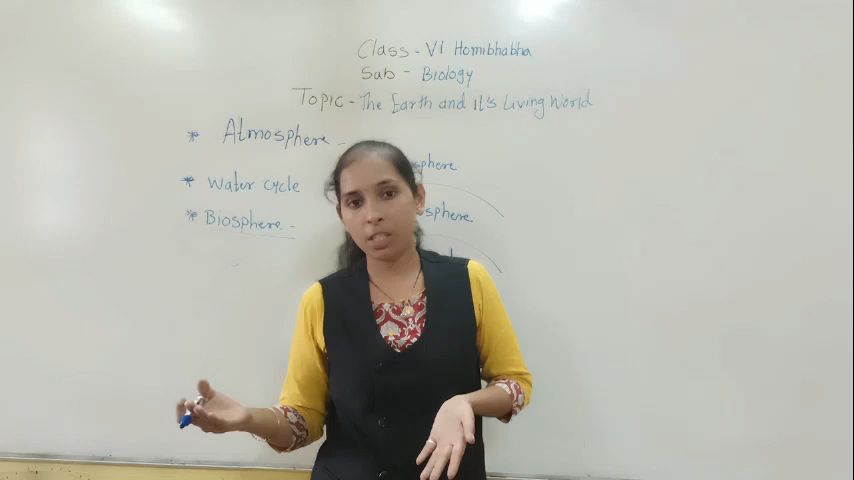 Class - VI Homibhabha
Sub - Biology
Topic - The Earth and It's Living World
* Atmosphere -
sphere
* Water cycle
sphere
* Biosphere -